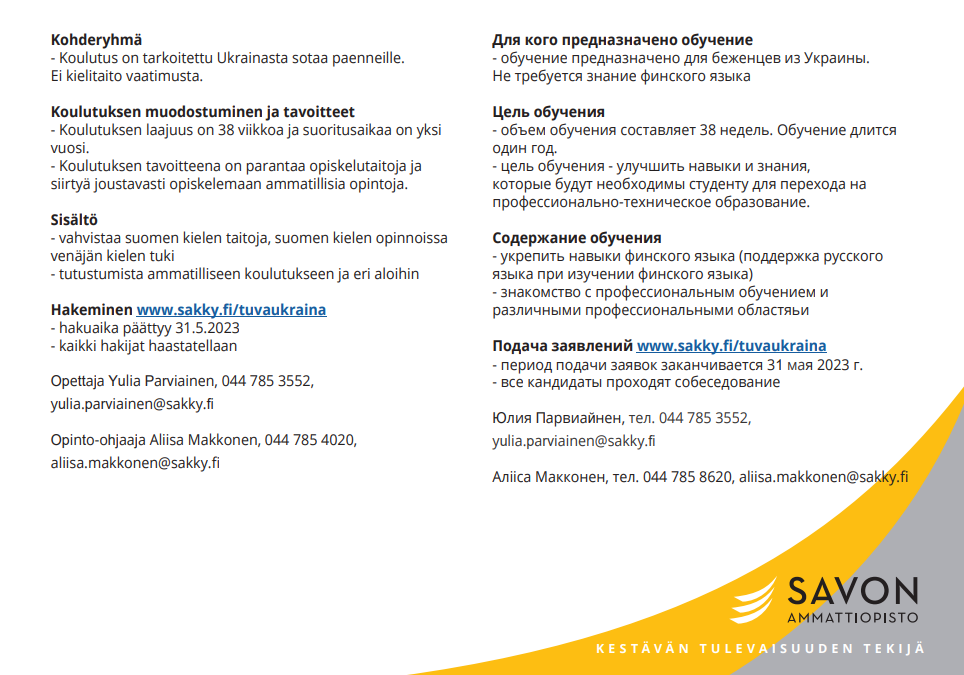 Kohderyhmä
- Koulutus on tarkoitettu Ukrainasta sotaa paenneille.
Ei kielitaito vaatimusta.
Koulutuksen muodostuminen ja tavoitteet
- Koulutuksen laajuus on 38 viikkoa ja suoritusaikaa on yksi
vuosi.
- Koulutuksen tavoitteena on parantaa opiskelutaitoja ja
siirtyä joustavasti opiskelemaan ammatillisia opintoja.
Sisältö
- vahvistaa suomen kielen taitoja, suomen kielen opinnoissa
venäjän kielen tuki
- tutustumista ammatilliseen koulutukseen ja eri aloihin
Hakeminen www.sakky.fi/tuvaukraina
- hakuaika päättyy 31.5.2023
- kaikki hakijat haastatellaan
Opettaja Yulia Parviainen, 044 785 3552,
yulia.parviainen@sakky.fi
Opinto-ohjaaja Aliisa Makkonen, 044 785 4020,
aliisa.makkonen@sakky.fi
Для кого предназначено обучение
- обучение предназначено для беженцев из Украины.
Не требуется знание финского языка
Цель обучения
- объем обучения составляет 38 недель. Обучение длится
один год.
- цель обучения - улучшить навыки и знания,
которые будут необходимы студенту для перехода на
профессионально-техническое образование.
Содержание обучения
- укрепить навыки финского языка (поддержка русского
языка при изучении финского языка)
- знакомство с профессиональным обучением и
различными профессиональными областяьи
Подача заявлений www.sakky.fi/tuvaukraina
- период подачи заявок заканчивается 31 мая 2023 г.
- все кандидаты проходят собеседование
Юлия Парвиайнен, тел. 044 785 3552,
yulia.parviainen@sakky.fi
Аліiса Макконен, тел. 044 785 8620, aliisa.makkonen@sakky.fi
SAVON
AMMATTIOPISTO
KESTÄVÄN TULEVAISUUDEN TEKIJÄ